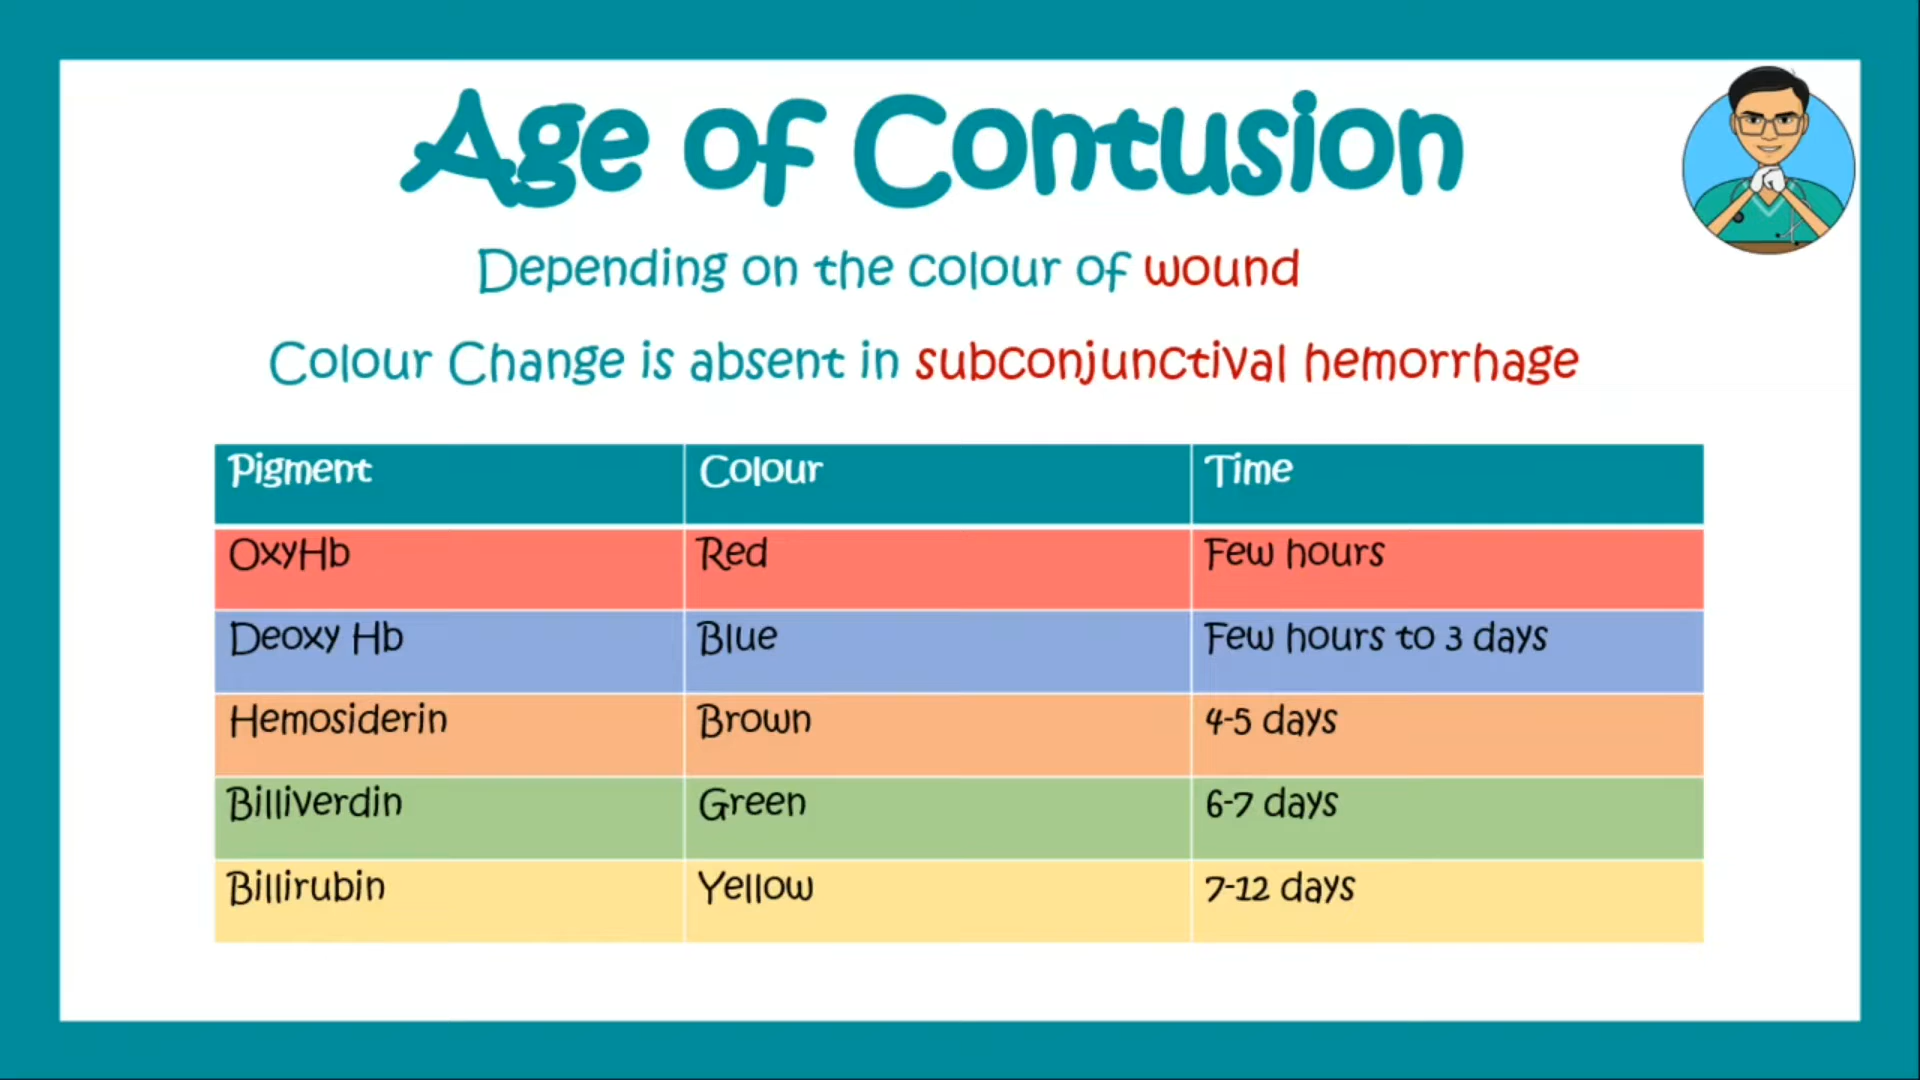 Age of Contusion
Depending on the colour of wound
Colour Change is absent in subconjunctival hemorrhage
Pigment Colour Time
OxyHb Red Few hours
Deoxy Hb Blue Few hours to 3 days
Hemosiderin Brown 4-5 days
Billiverdin Green 6-7 days
Billirubin Yellow 7-12 days